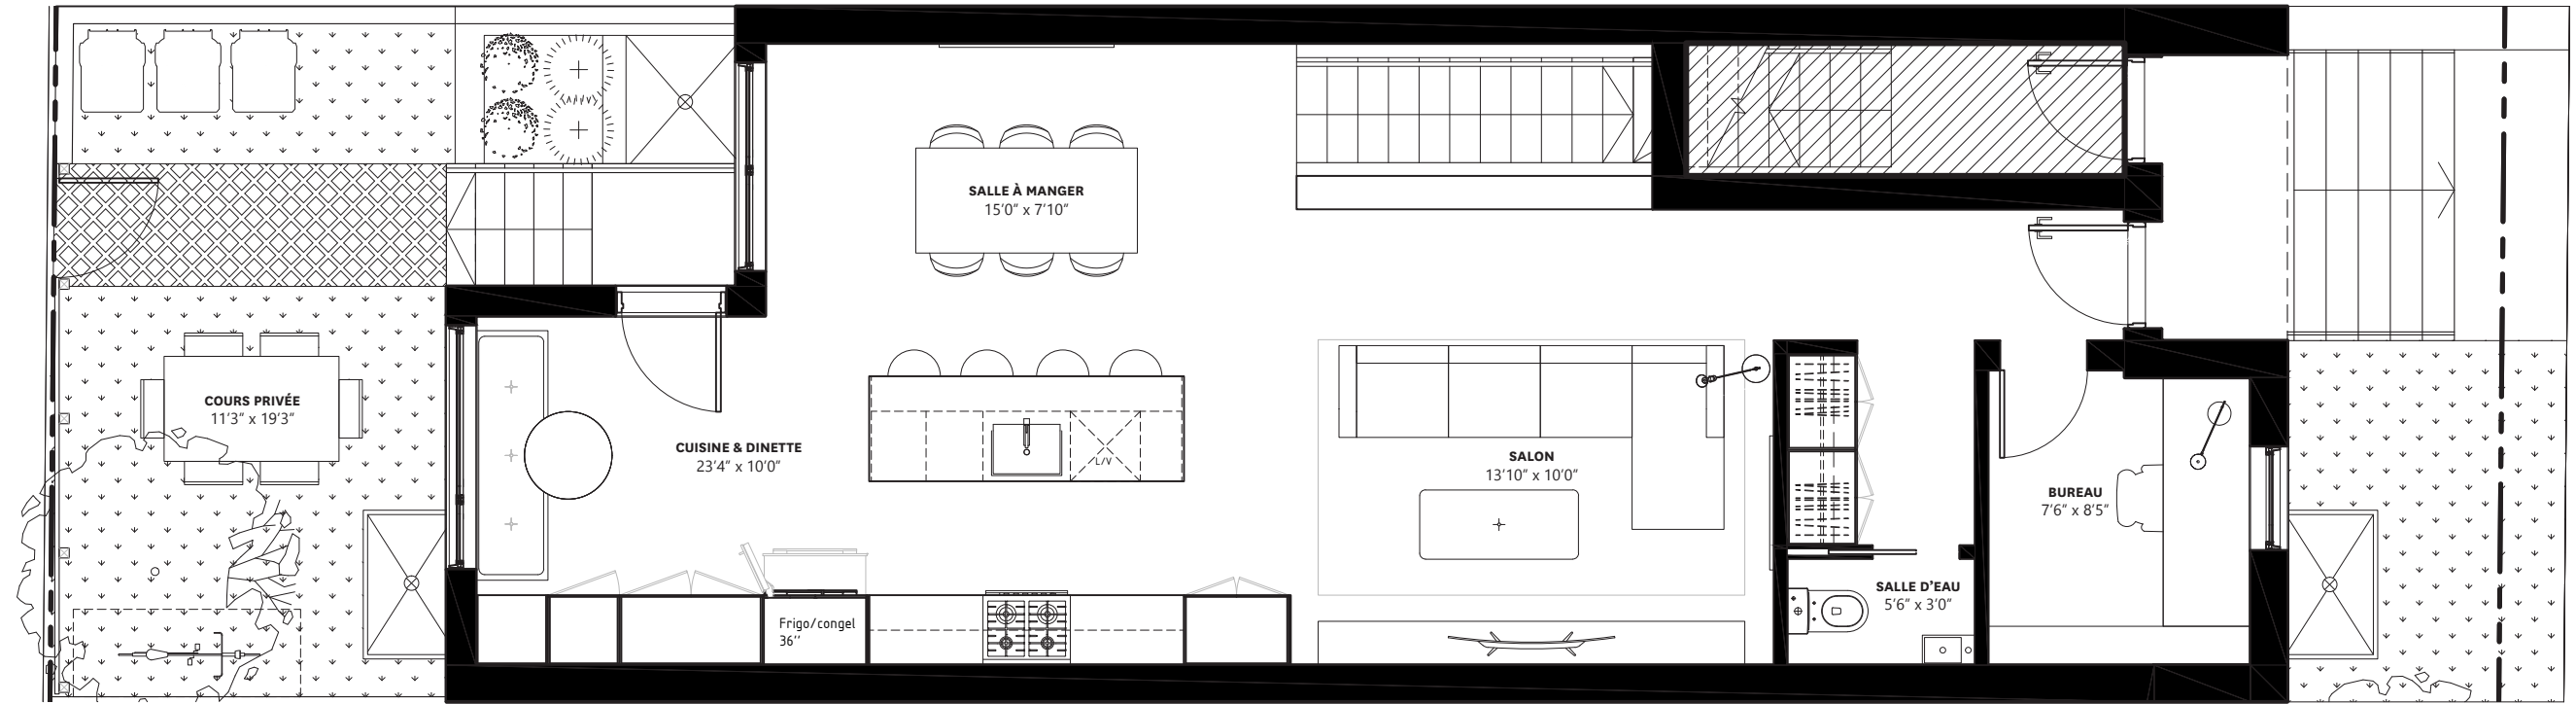 SALLE À MANGER
15'0" x 7'10"
COURS PRIVÉE
11'3" x 19'3"
CUISINE & DINETTE
23'4" x 10'0"
L/V
SALON
13'10" x 10'0"
BUREAU
7'6" x 8'5"
SALLE D'EAU
5'6" x 3'0"
Frigo/congel
36''